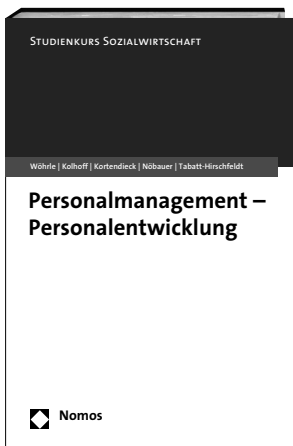 STUDIENKURS SOZIALWIRTSCHAFT
Wöhrle | Kolhoff | Kortendieck | Nöbauer | Tabatt-Hirschfeldt
Personalmanagement –
Personalentwicklung
Nomos